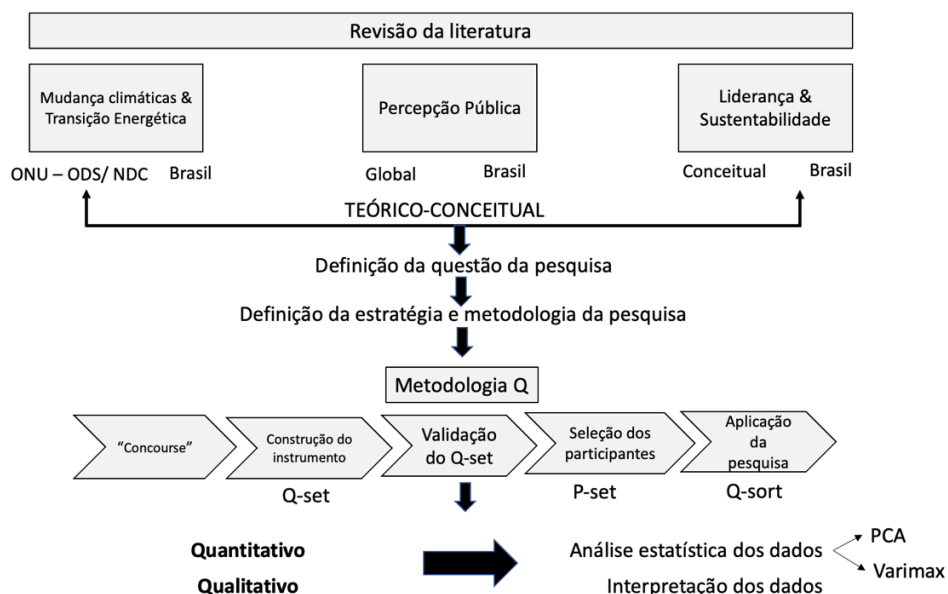 Revisão da literatura
Mudança climáticas &
Transição Energética
Percepção Pública
Liderança &
Sustentabilidade
ONU – ODS/ NDC Brasil
Global Brasil
Conceitual Brasil
TEÓRICO-CONCEITUAL
Definição da questão da pesquisa
Definição da estratégia e metodologia da pesquisa
Metodologia Q
“Concourse”
Construção do
instrumento
Validação
do Q-set
Seleção dos
participantes
Aplicação
da
pesquisa
Q-set
P-set
Q-sort
Quantitativo
Qualitativo
Análise estatística dos dados
PCA
Varimax
Interpretação dos dados